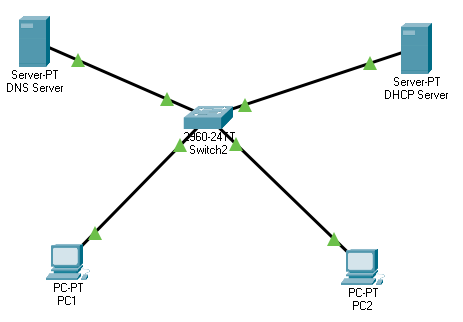 Server-PT
DNS Server
Server-PT
DHCP Server
2960-24TT
Switch2
PC-PT
PC1
PC-PT
PC2